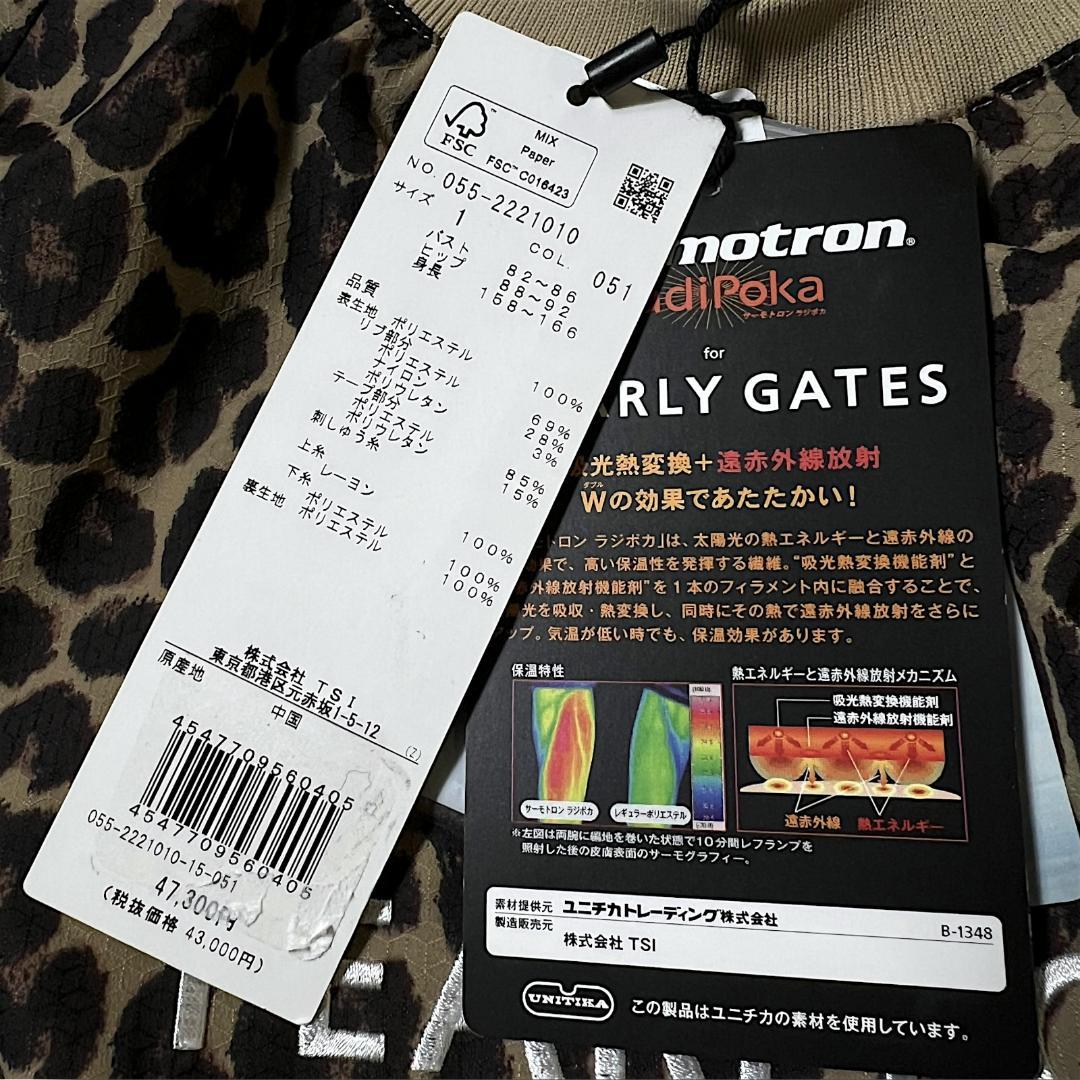 MIX
Paper
FSC™ C016423
FSC
NO. 055-2221010
サイズ
1
COL. 051
バスト 82~86
ヒップ 88~92
身長 158~166
品質
表生地 ポリエステル 100%
リブ部分
ポリエステル 69%
ナイロン 28%
ポリウレタン 3%
テープ部分
ポリエステル 85%
ポリウレタン 15%
刺しゅう糸
上糸 レーヨン 100%
下糸 ポリエステル 100%
裏生地 ポリエステル 100%
株式会社 TSI
東京都港区元赤坂1-5-12
原産地 中国
(Z)
4547709560405
4547709560405
055-2221010-15-051
47,300円
(税抜価格 43,000円)
motron®
diPoka
サーモトロン ラジポカ
for
RLY GATES
光熱変換+遠赤外線放射
ダブル
Wの効果であたたかい!
トロン ラジポカ」は、太陽光の熱エネルギーと遠赤外線の
果で、高い保温性を発揮する繊維。"吸光熱変換機能剤"と
外線放射機能剤"を1本のフィラメント内に融合することで、
光を吸収・熱変換し、同時にその熱で遠赤外線放射をさらに
ップ。気温が低い時でも、保温効果があります。
保温特性
熱エネルギーと遠赤外線放射メカニズム
吸光熱変換機能剤
遠赤外線放射機能剤
サーモトロン ラジポカ
レギュラーポリエステル
遠赤外線
熱エネルギー
※左図は両腕に編地を巻いた状態で10分間レフランプを
照射した後の皮膚表面のサーモグラフィー。
素材提供元 ユニチカトレーディング株式会社
製造販売元 株式会社 TSI
B-1348
UNITIKA
この製品はユニチカの素材を使用しています。